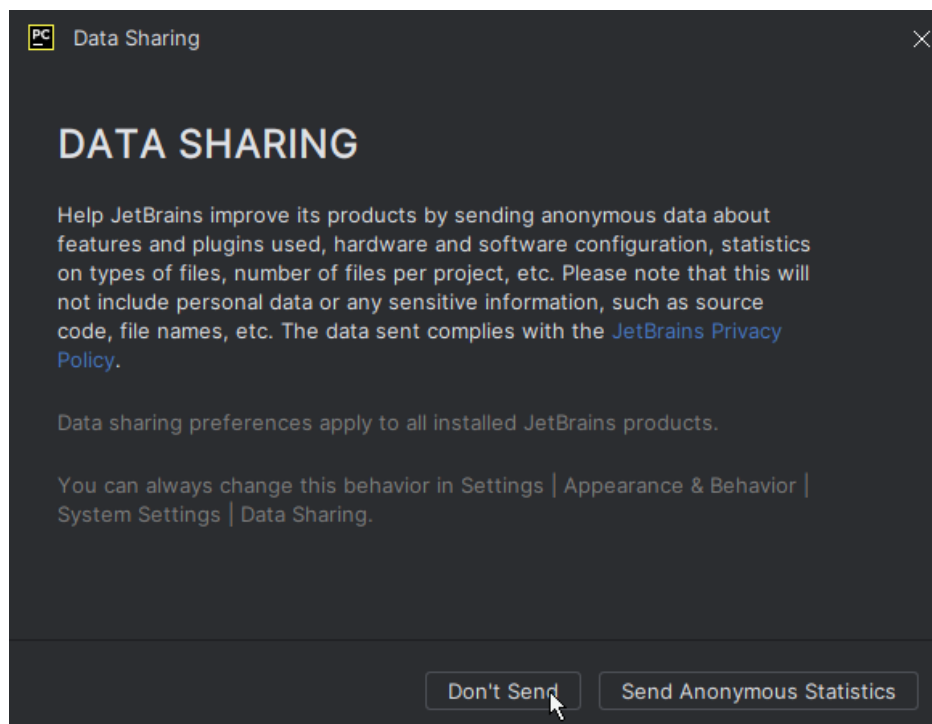 PC Data Sharing
DATA SHARING
Help JetBrains improve its products by sending anonymous data about
features and plugins used, hardware and software configuration, statistics
on types of files, number of files per project, etc. Please note that this will
not include personal data or any sensitive information, such as source
code, file names, etc. The data sent complies with the JetBrains Privacy
Policy.
Data sharing preferences apply to all installed JetBrains products.
You can always change this behavior in Settings | Appearance & Behavior |
System Settings | Data Sharing.
Don't Send Send Anonymous Statistics